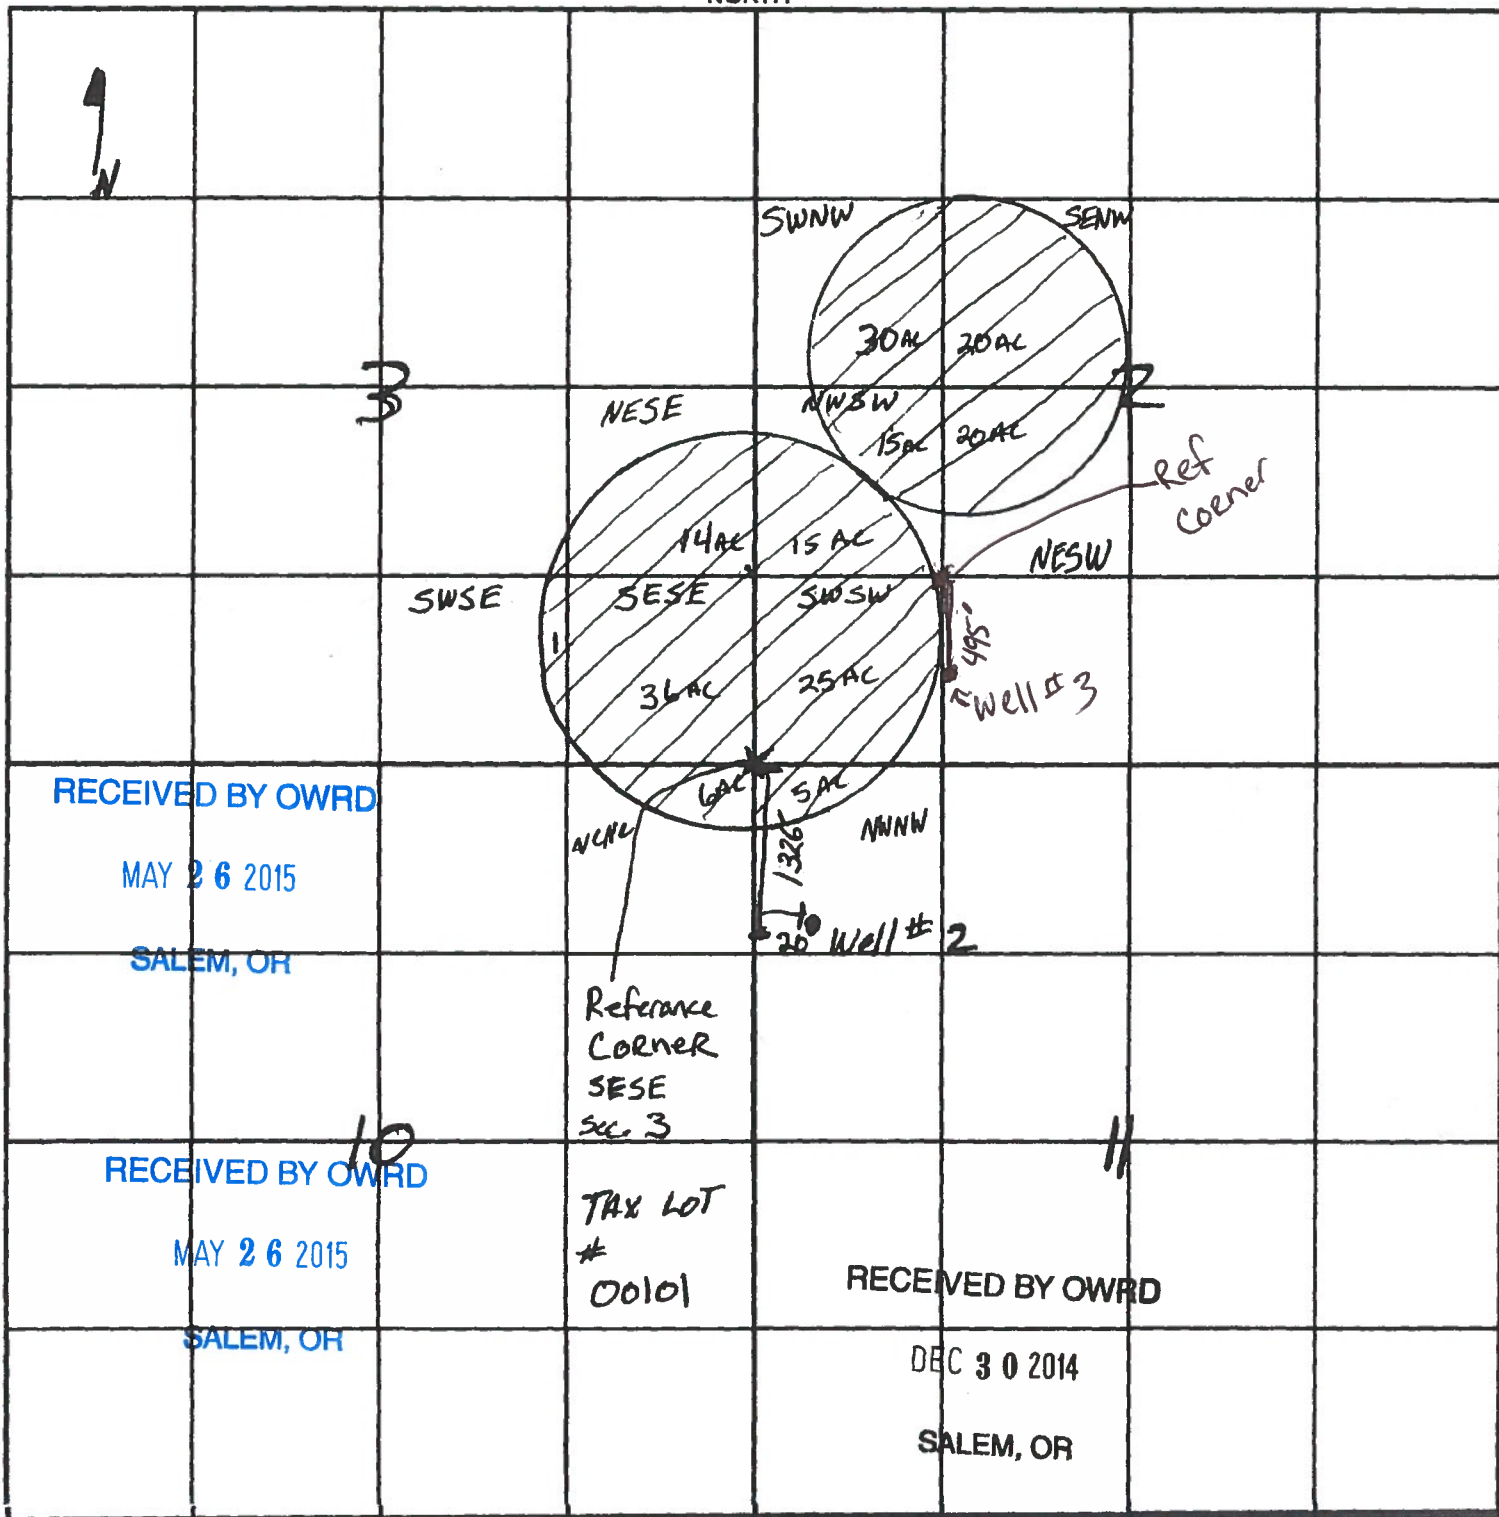 NORTH
N
SWNW
SENW
30AC 20AC
3
2
NESE
NWSW
15AC 20AC
Ref
Corner
14AC 15 AC
NESW
SWSE
SESE
SWSW
1
495'
36AC
25AC
Well # 3
RECEIVED BY OWRD
MAY 26 2015
SALEM, OR
6AC 5AC
NWNW
1326'
20' Well # 2
Referance
CORNER
SESE
Sec. 3
10
11
RECEIVED BY OWRD
MAY 26 2015
SALEM, OR
TAX LOT
#
00101
RECEIVED BY OWRD
DEC 30 2014
SALEM, OR